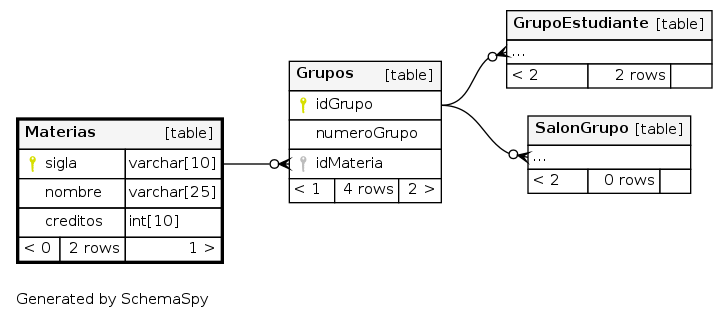 Materias [table]
sigla varchar[10]
nombre varchar[25]
creditos int[10]
< 0 2 rows 1 >
Grupos [table]
idGrupo
numeroGrupo
idMateria
< 1 4 rows 2 >
GrupoEstudiante [table]
...
< 2 2 rows
SalonGrupo [table]
...
< 2 0 rows
Generated by SchemaSpy